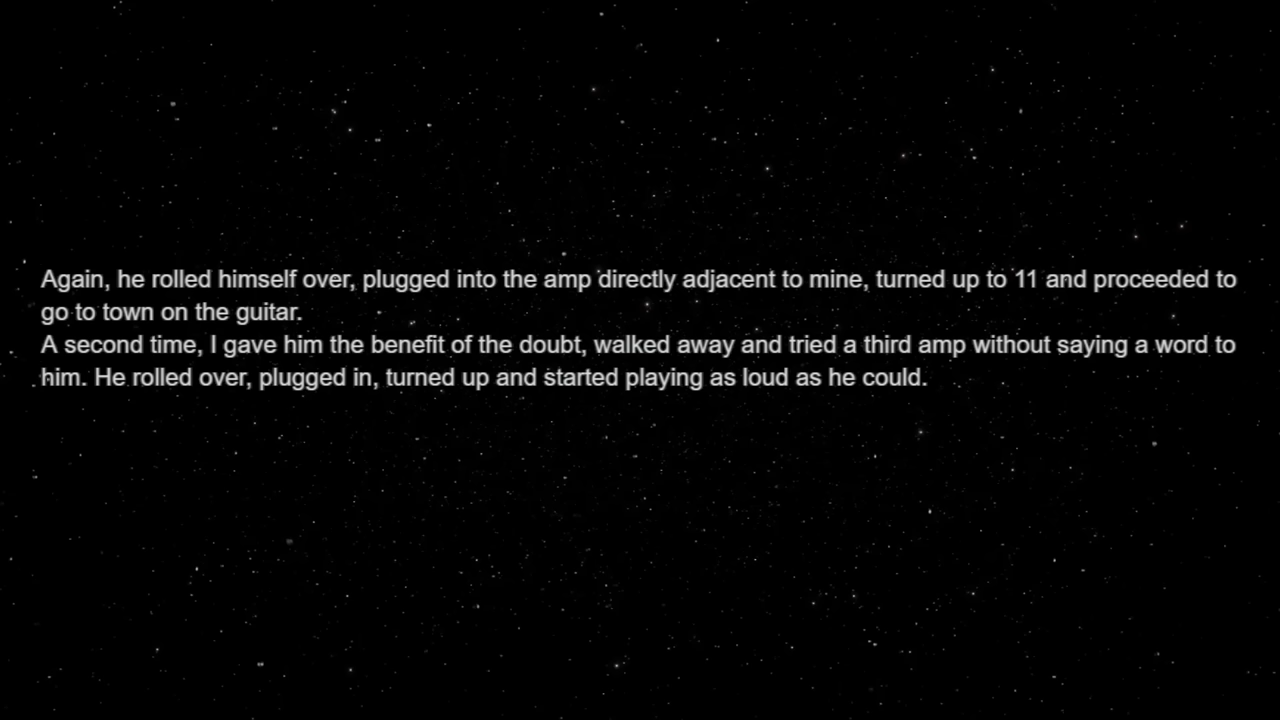 Again, he rolled himself over, plugged into the amp directly adjacent to mine, turned up to 11 and proceeded to
go to town on the guitar.
A second time, I gave him the benefit of the doubt, walked away and tried a third amp without saying a word to
him. He rolled over, plugged in, turned up and started playing as loud as he could.